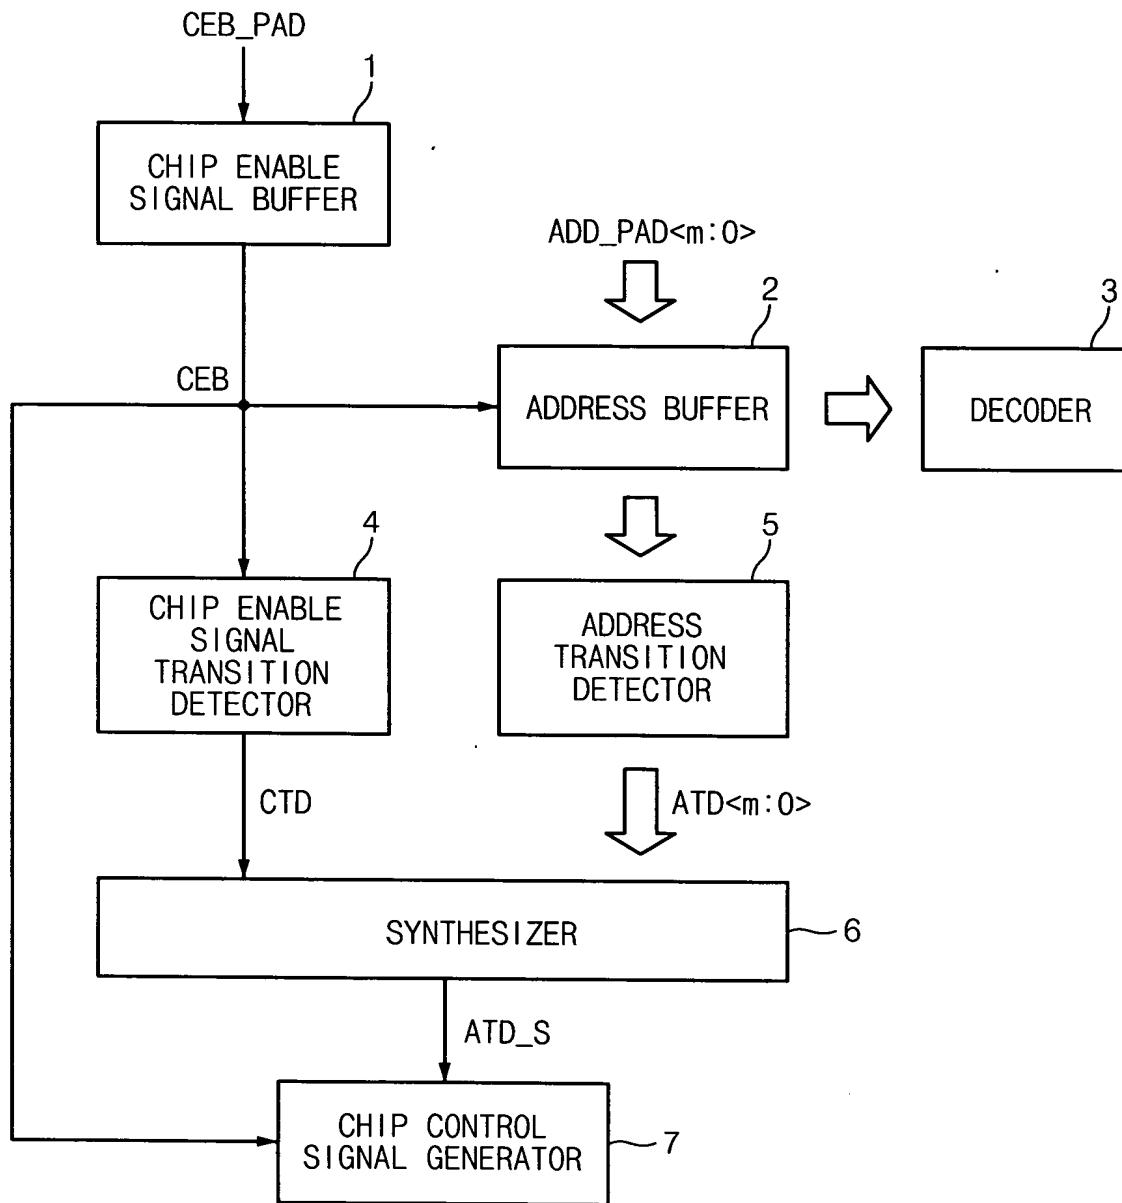 CEB_PAD
1
CHIP ENABLE
SIGNAL BUFFER
ADD_PAD<m:0>
2
3
CEB
ADDRESS BUFFER
DECODER
4
5
CHIP ENABLE
SIGNAL
TRANSITION
DETECTOR
ADDRESS
TRANSITION
DETECTOR
CTD
ATD<m:0>
SYNTHESIZER
6
ATD_S
CHIP CONTROL
SIGNAL GENERATOR
7